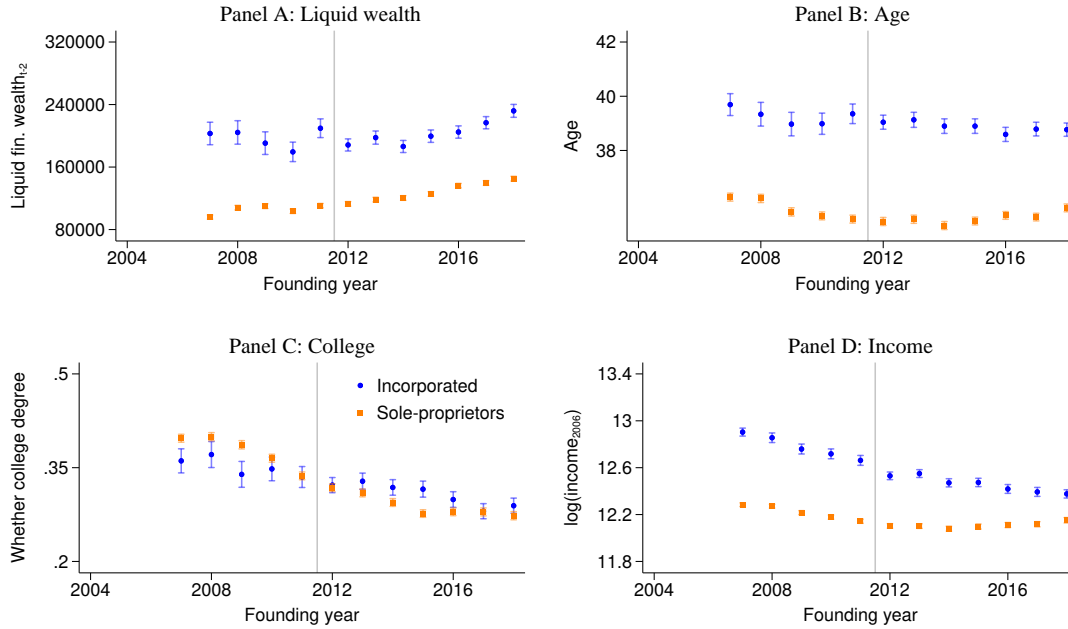 Panel A: Liquid wealth
320000
240000
160000
80000
Liquid fin. wealth_{t-2}
2004
2008
2012
2016
Founding year
Panel B: Age
42
40
38
Age
2004
2008
2012
2016
Founding year
Panel C: College
.5
.35
.2
Whether college degree
Incorporated
Sole-proprietors
2004
2008
2012
2016
Founding year
Panel D: Income
13.4
13
12.6
12.2
11.8
log(income_{2006})
2004
2008
2012
2016
Founding year